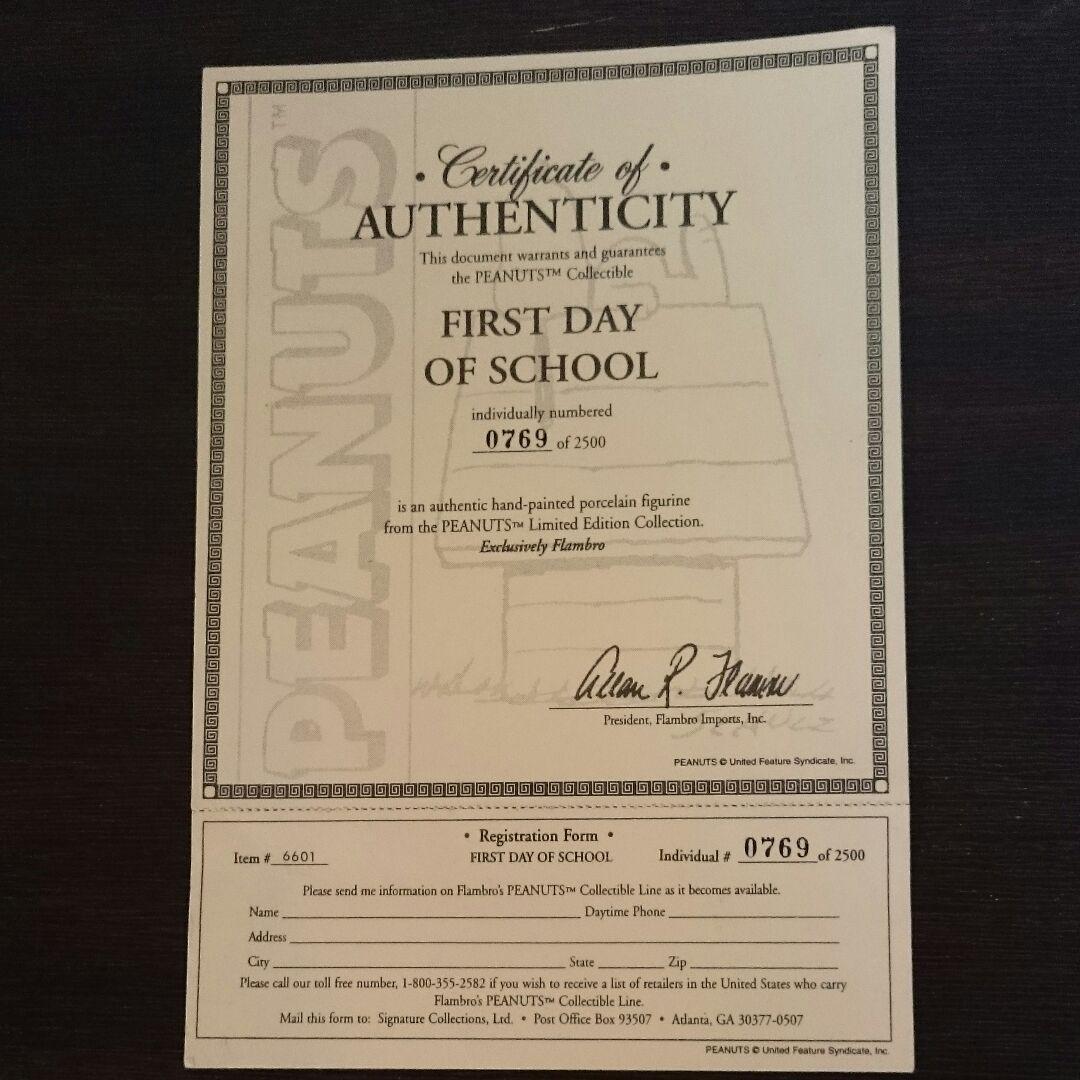 PEANUTS™
• Certificate of •
AUTHENTICITY
This document warrants and guarantees
the PEANUTS™ Collectible
FIRST DAY
OF SCHOOL
individually numbered
0769 of 2500
is an authentic hand-painted porcelain figurine
from the PEANUTS™ Limited Edition Collection.
Exclusively Flambro
Allan R. Flamm
President, Flambro Imports, Inc.
PEANUTS © United Feature Syndicate, Inc.
• Registration Form •
Item # 6601 FIRST DAY OF SCHOOL Individual # 0769 of 2500
Please send me information on Flambro's PEANUTS™ Collectible Line as it becomes available.
Name Daytime Phone
Address
City State Zip
Please call our toll free number, 1-800-355-2582 if you wish to receive a list of retailers in the United States who carry
Flambro's PEANUTS™ Collectible Line.
Mail this form to: Signature Collections, Ltd. • Post Office Box 93507 • Atlanta, GA 30377-0507
PEANUTS © United Feature Syndicate, Inc.